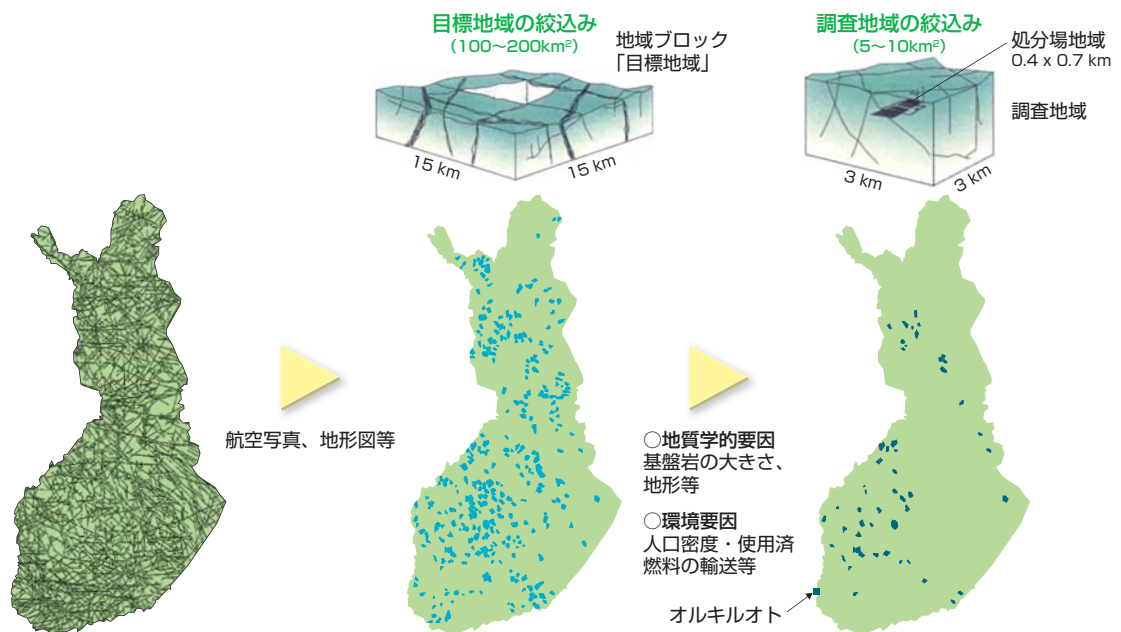 目標地域の絞込み
(100〜200km²)
地域ブロック
「目標地域」
15 km
15 km
調査地域の絞込み
(5〜10km²)
処分場地域
0.4 x 0.7 km
調査地域
3 km
3 km
航空写真、地形図等
○地質学的要因
基盤岩の大きさ、
地形等
○環境要因
人口密度・使用済
燃料の輸送等
オルキルオト